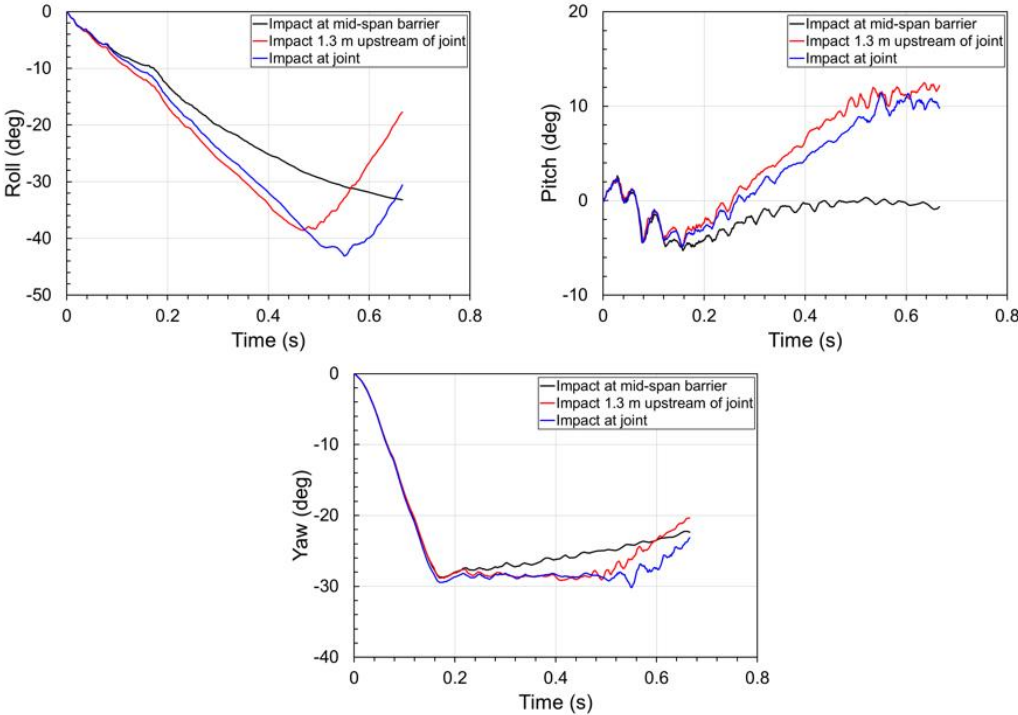 0
-10
-20
-30
-40
-50
Roll (deg)
0 0.2 0.4 0.6 0.8
Time (s)
Impact at mid-span barrier
Impact 1.3 m upstream of joint
Impact at joint
20
10
0
-10
Pitch (deg)
0 0.2 0.4 0.6 0.8
Time (s)
Impact at mid-span barrier
Impact 1.3 m upstream of joint
Impact at joint
0
-10
-20
-30
-40
Yaw (deg)
0 0.2 0.4 0.6 0.8
Time (s)
Impact at mid-span barrier
Impact 1.3 m upstream of joint
Impact at joint